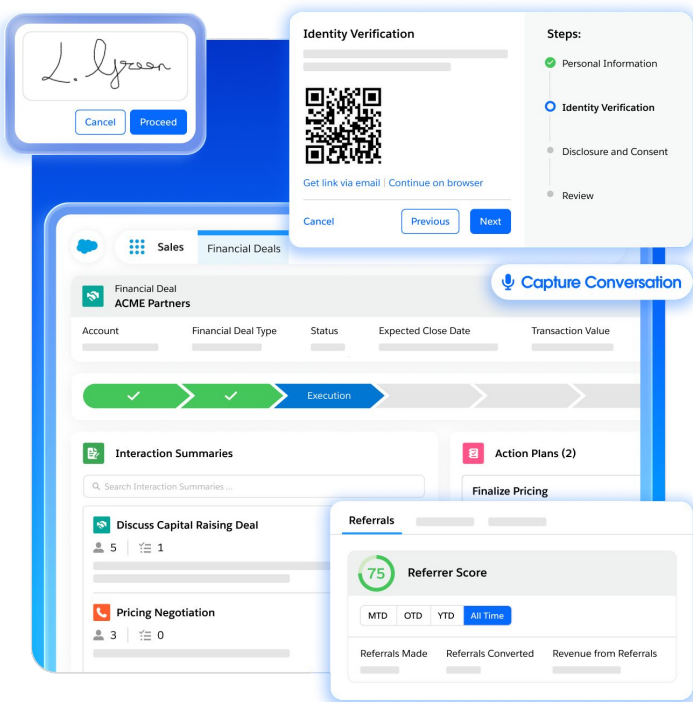 L. Green
Cancel Proceed
Identity Verification
Get link via email | Continue on browser
Cancel Previous Next
Steps:
Personal Information
Identity Verification
Disclosure and Consent
Review
Capture Conversation
Sales Financial Deals
Financial Deal
ACME Partners
Account Financial Deal Type Status Expected Close Date Transaction Value
Execution
Interaction Summaries
Search Interaction Summaries ...
Discuss Capital Raising Deal
5 1
Pricing Negotiation
3 0
Action Plans (2)
Finalize Pricing
Referrals
75 Referrer Score
MTD OTD YTD All Time
Referrals Made Referrals Converted Revenue from Referrals